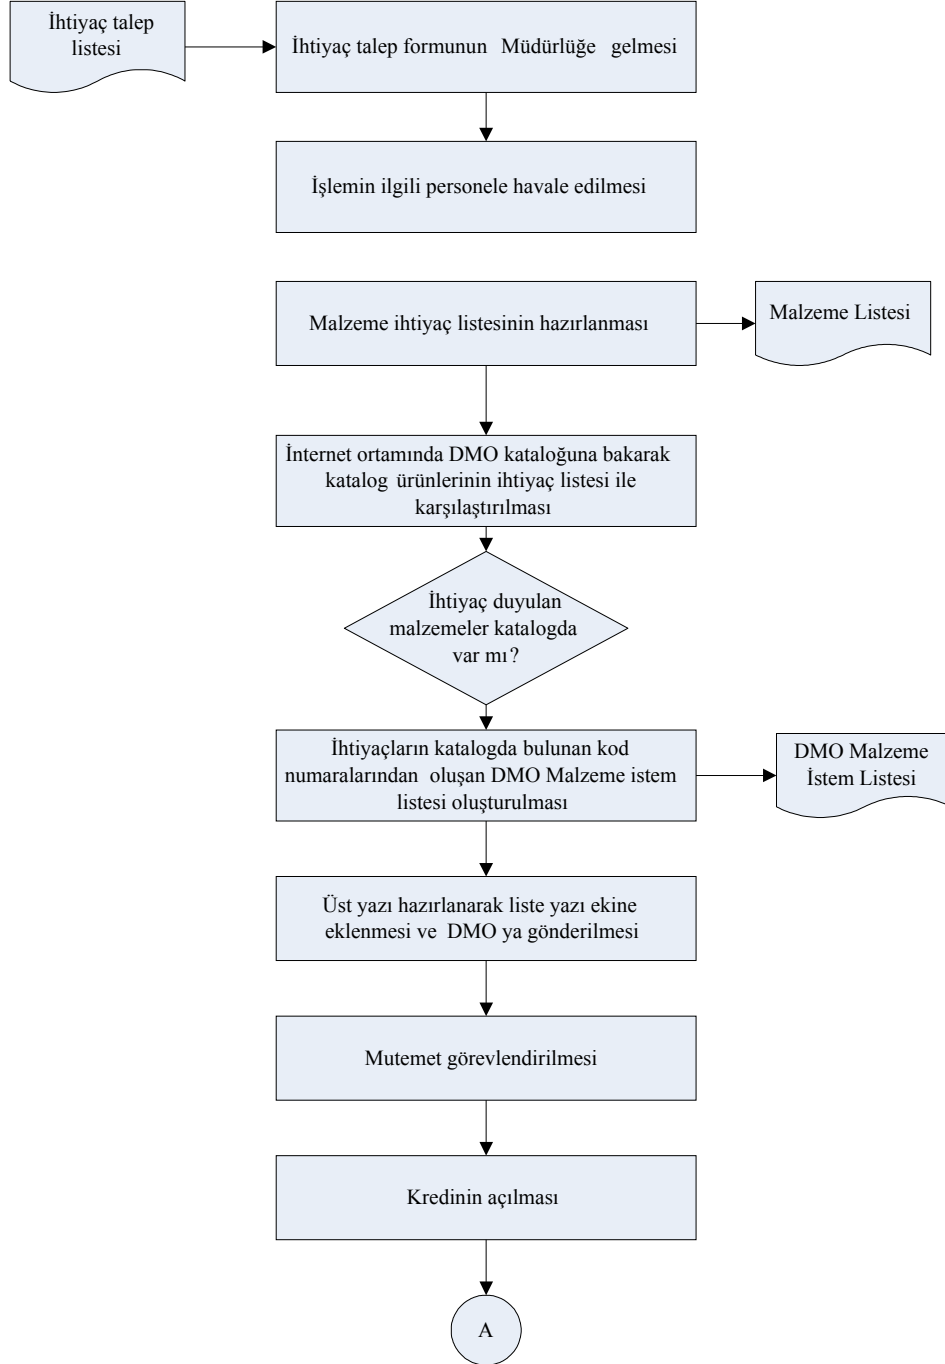 İhtiyaç talep
listesi
İhtiyaç talep formunun Müdürlüğe gelmesi
İşlemin ilgili personele havale edilmesi
Malzeme ihtiyaç listesinin hazırlanması
Malzeme Listesi
İnternet ortamında DMO kataloğuna bakarak
katalog ürünlerinin ihtiyaç listesi ile
karşılaştırılması
İhtiyaç duyulan
malzemeler katalogda
var mı?
İhtiyaçların katalogda bulunan kod
numaralarından oluşan DMO Malzeme istem
listesi oluşturulması
DMO Malzeme
İstem Listesi
Üst yazı hazırlanarak liste yazı ekine
eklenmesi ve DMO ya gönderilmesi
Mutemet görevlendirilmesi
Kredinin açılması
A